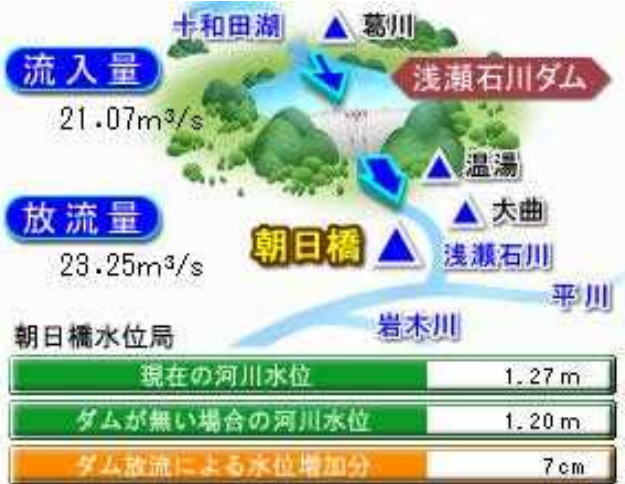 十和田湖
葛川
流入量
浅瀬石川ダム
21.07m³/s
温湯
放流量
大曲
朝日橋
浅瀬石川
23.25m³/s
平川
岩木川
朝日橋水位局
現在の河川水位 1.27m
ダムが無い場合の河川水位 1.20m
ダム放流による水位増加分 7cm